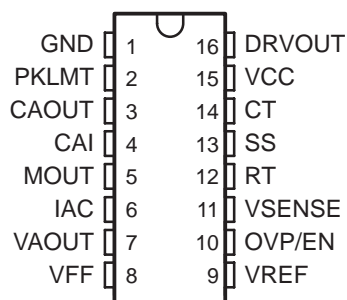 GND 1 16 DRVOUT
PKLMT 2 15 VCC
CAOUT 3 14 CT
CAI 4 13 SS
MOUT 5 12 RT
IAC 6 11 VSENSE
VAOUT 7 10 OVP/EN
VFF 8 9 VREF